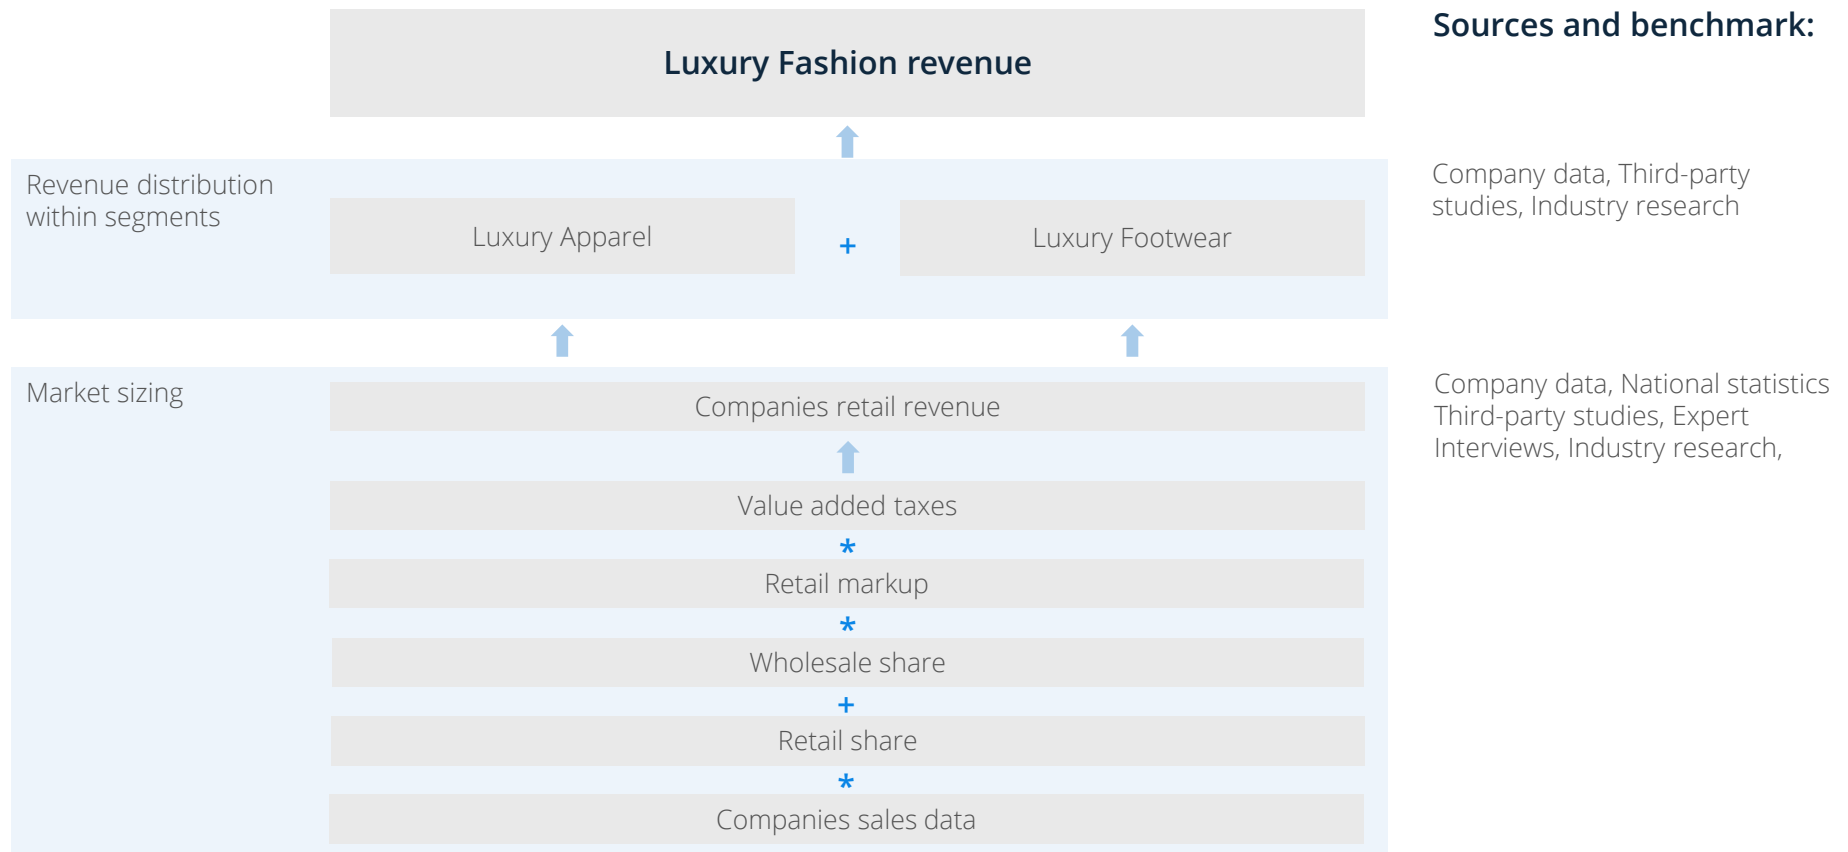 Sources and benchmark:
Luxury Fashion revenue
Revenue distribution
within segments
Luxury Apparel
+
Luxury Footwear
Company data, Third-party
studies, Industry research
Market sizing
Companies retail revenue
Company data, National statistics
Third-party studies, Expert
Interviews, Industry research,
Value added taxes
*
Retail markup
*
Wholesale share
+
Retail share
*
Companies sales data